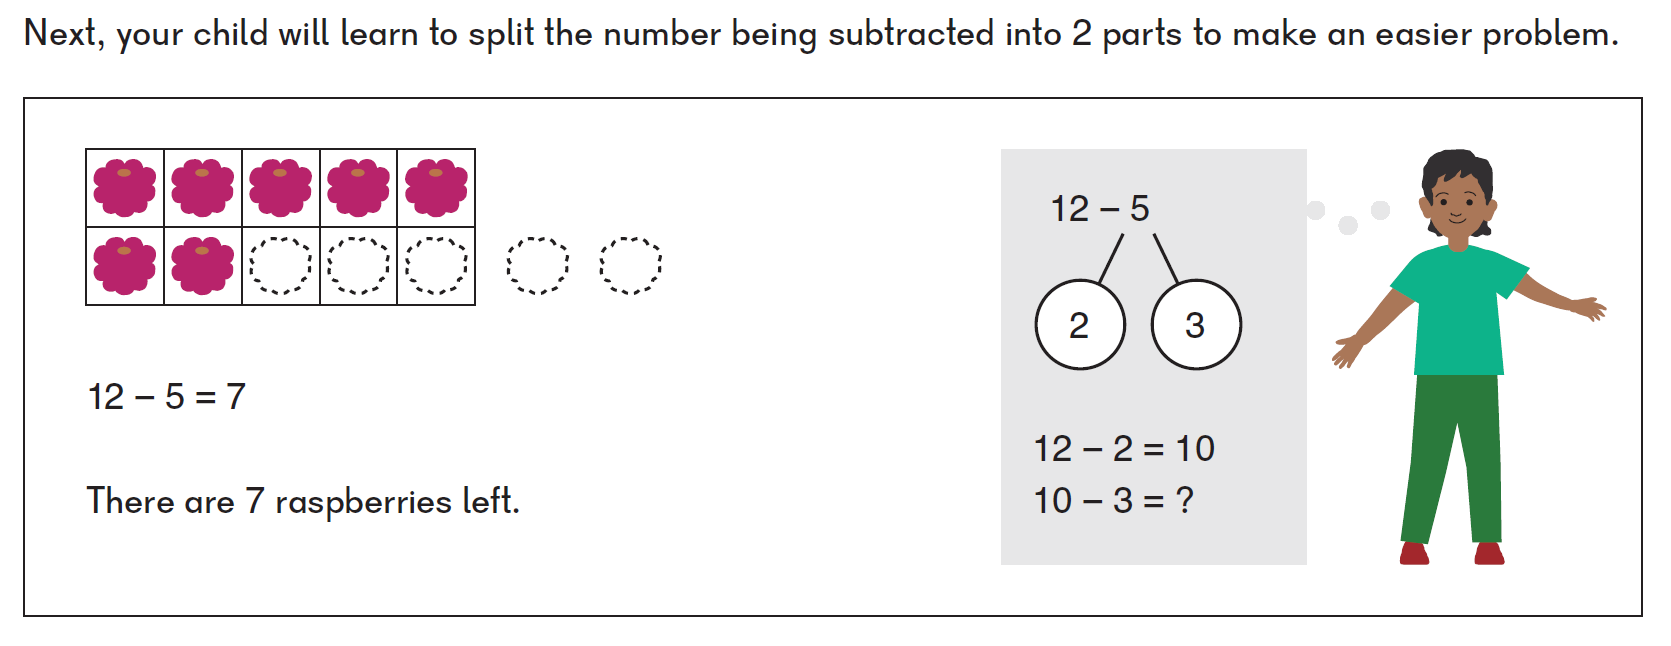 Next, your child will learn to split the number being subtracted into 2 parts to make an easier problem.
12 – 5 = 7
There are 7 raspberries left.
12 – 5
2 3
12 – 2 = 10
10 – 3 = ?